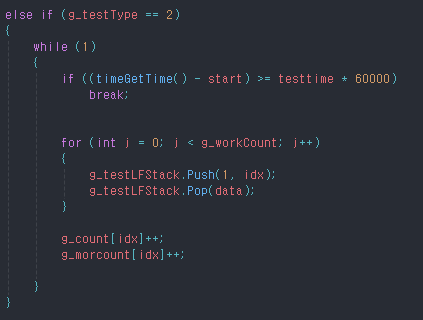 else if (g_testType == 2)
{
while (1)
{
if ((timeGetTime() - start) >= testtime * 60000)
break;
for (int j = 0; j < g_workCount; j++)
{
g_testLFStack.Push(1, idx);
g_testLFStack.Pop(data);
}
g_count[idx]++;
g_morcount[idx]++;
}
}